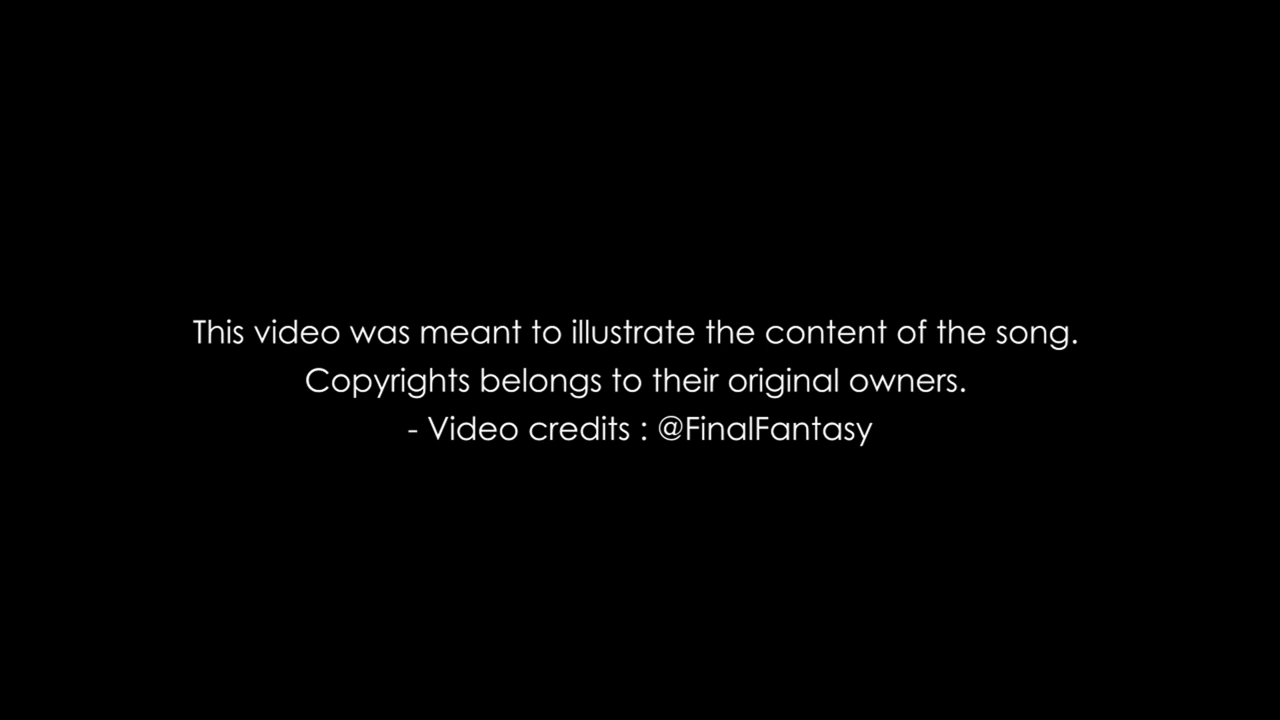 This video was meant to illustrate the content of the song.
Copyrights belongs to their original owners.
- Video credits : @FinalFantasy